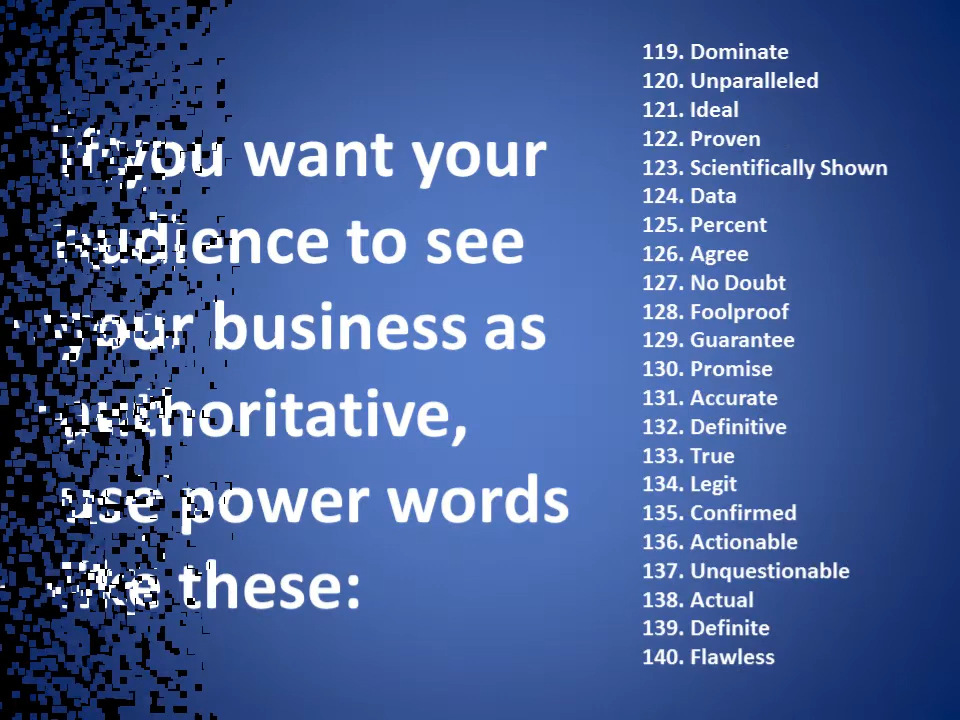 If you want your
audience to see
your business as
authoritative,
use power words
like these:
119. Dominate
120. Unparalleled
121. Ideal
122. Proven
123. Scientifically Shown
124. Data
125. Percent
126. Agree
127. No Doubt
128. Foolproof
129. Guarantee
130. Promise
131. Accurate
132. Definitive
133. True
134. Legit
135. Confirmed
136. Actionable
137. Unquestionable
138. Actual
139. Definite
140. Flawless